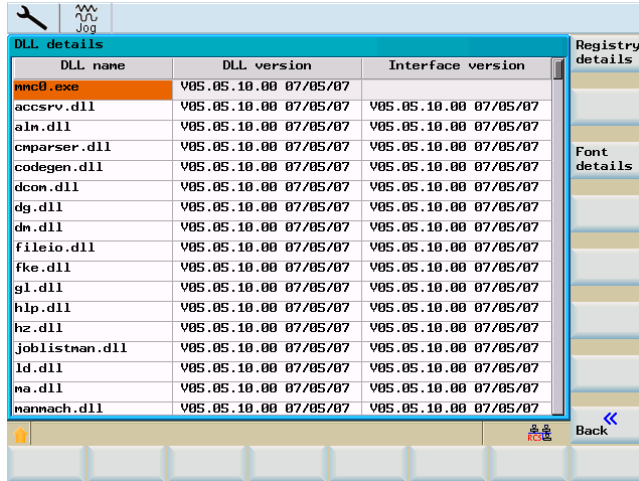 Jog
DLL details
DLL name DLL version Interface version
mmc0.exe V05.05.10.00 07/05/07
accsrv.dll V05.05.10.00 07/05/07 V05.05.10.00 07/05/07
alm.dll V05.05.10.00 07/05/07 V05.05.10.00 07/05/07
cmparser.dll V05.05.10.00 07/05/07 V05.05.10.00 07/05/07
codegen.dll V05.05.10.00 07/05/07 V05.05.10.00 07/05/07
dcom.dll V05.05.10.00 07/05/07 V05.05.10.00 07/05/07
dg.dll V05.05.10.00 07/05/07 V05.05.10.00 07/05/07
dm.dll V05.05.10.00 07/05/07 V05.05.10.00 07/05/07
fileio.dll V05.05.10.00 07/05/07 V05.05.10.00 07/05/07
fke.dll V05.05.10.00 07/05/07 V05.05.10.00 07/05/07
gl.dll V05.05.10.00 07/05/07 V05.05.10.00 07/05/07
hlp.dll V05.05.10.00 07/05/07 V05.05.10.00 07/05/07
hz.dll V05.05.10.00 07/05/07 V05.05.10.00 07/05/07
joblistman.dll V05.05.10.00 07/05/07 V05.05.10.00 07/05/07
ld.dll V05.05.10.00 07/05/07 V05.05.10.00 07/05/07
ma.dll V05.05.10.00 07/05/07 V05.05.10.00 07/05/07
manmach.dll V05.05.10.00 07/05/07 V05.05.10.00 07/05/07
Registry
details
Font
details
RCS
Back